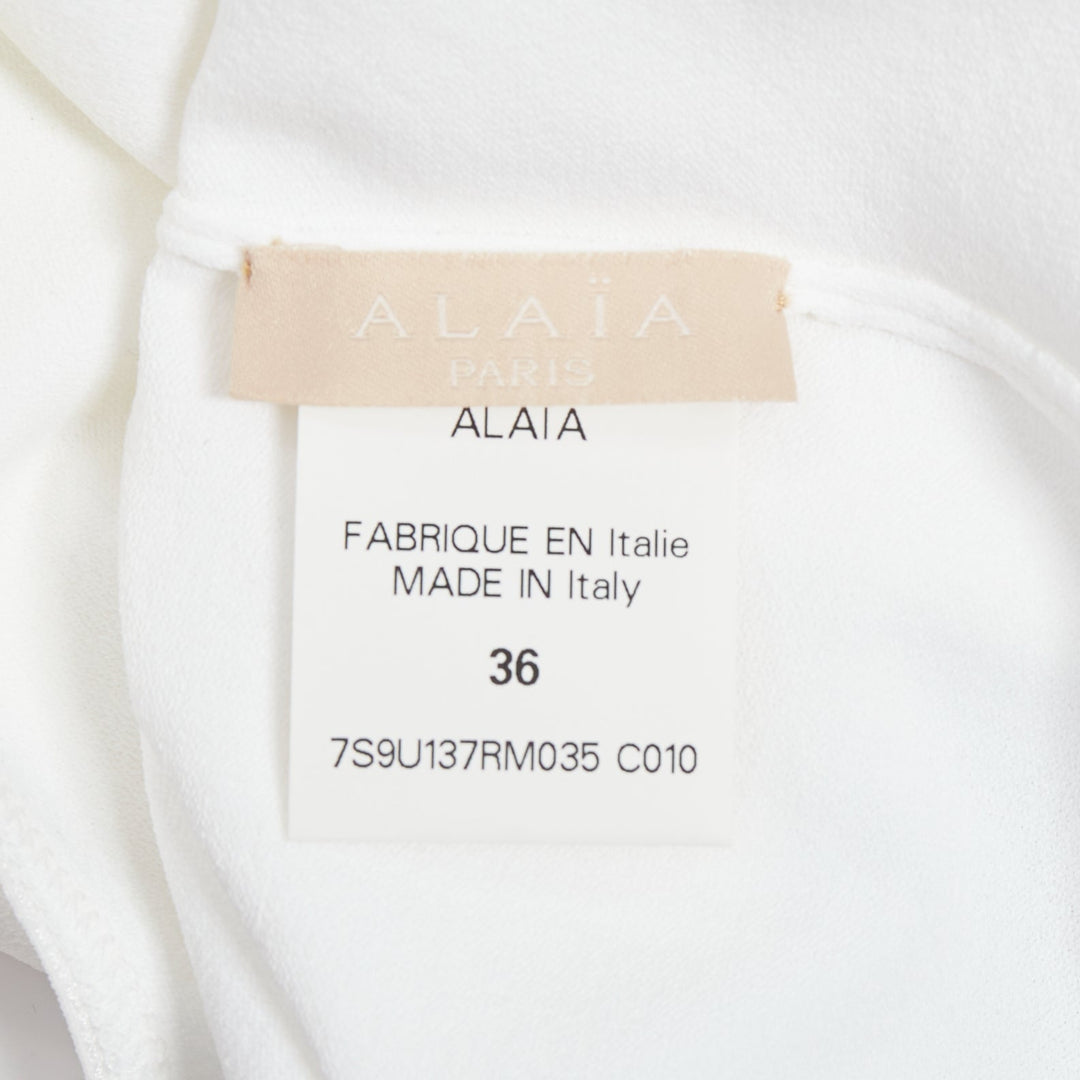 ALAÏA
PARIS
ALAIA
FABRIQUE EN Italie
MADE IN Italy
36
7S9U137RM035 C010